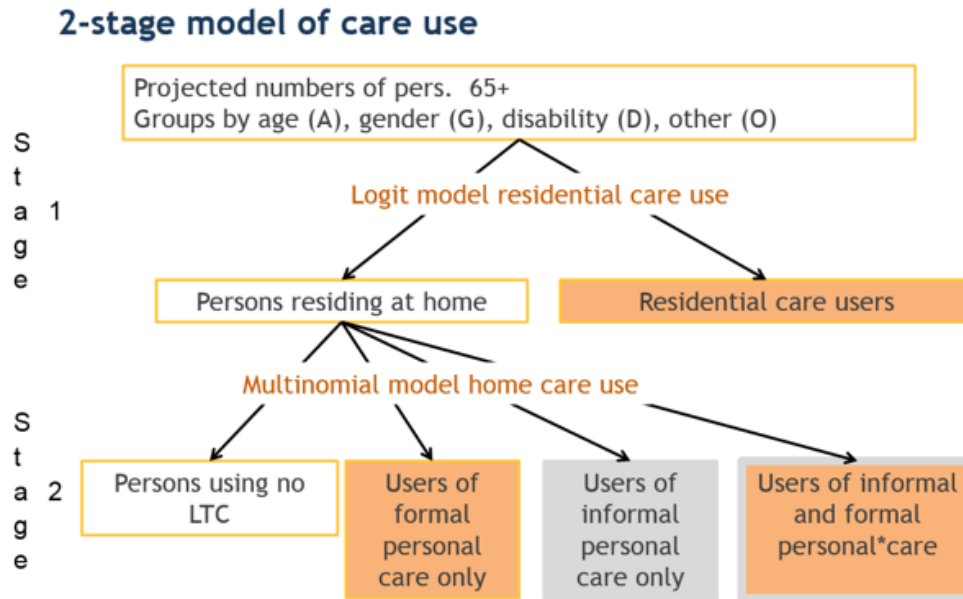 2-stage model of care use
Projected numbers of pers. 65+
Groups by age (A), gender (G), disability (D), other (O)
Stage 1
Logit model residential care use
Persons residing at home
Residential care users
Multinomial model home care use
Stage 2
Persons using no
LTC
Users of
formal
personal
care only
Users of
informal
personal
care only
Users of informal
and formal
personal*care